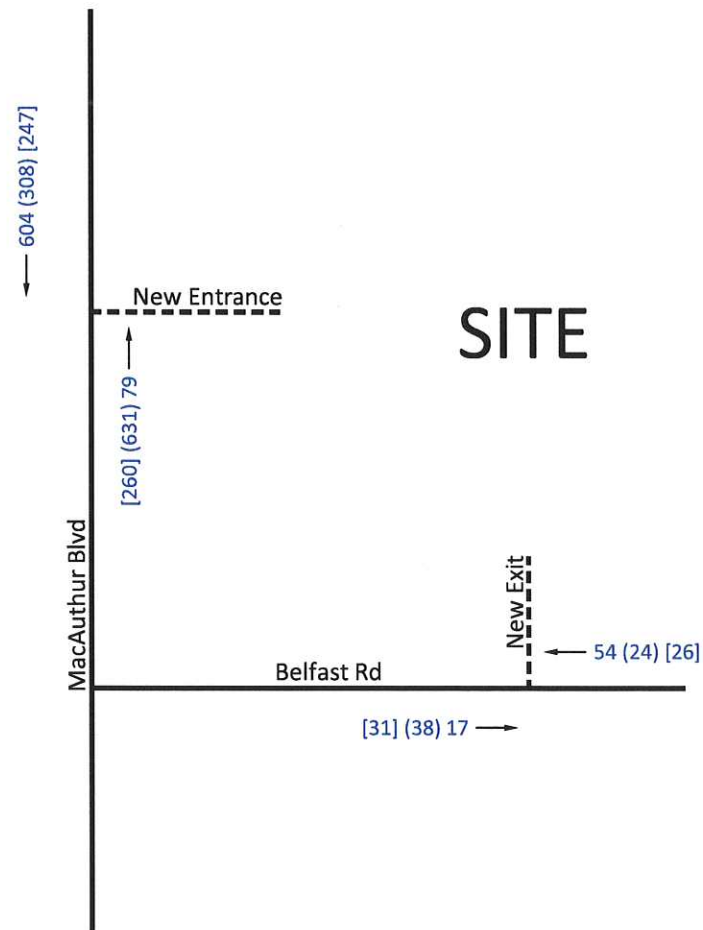 604 (308) [247]
New Entrance
SITE
[260] (631) 79
MacAuthur Blvd
New Exit
54 (24) [26]
Belfast Rd
[31] (38) 17